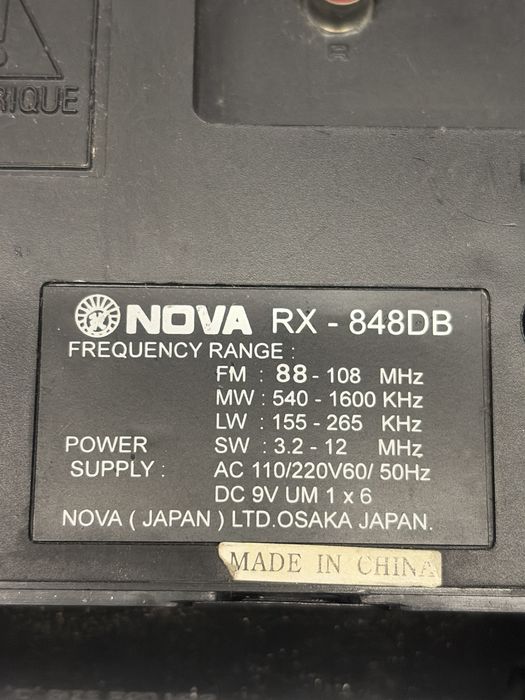 RIQUE
R
NOVA RX - 848DB
FREQUENCY RANGE :
FM : 88 - 108 MHz
MW : 540 - 1600 KHz
LW : 155 - 265 KHz
POWER SW : 3.2 - 12 MHz
SUPPLY : AC 110/220V60/ 50Hz
DC 9V UM 1 x 6
NOVA ( JAPAN ) LTD.OSAKA JAPAN.
MADE IN CHINA